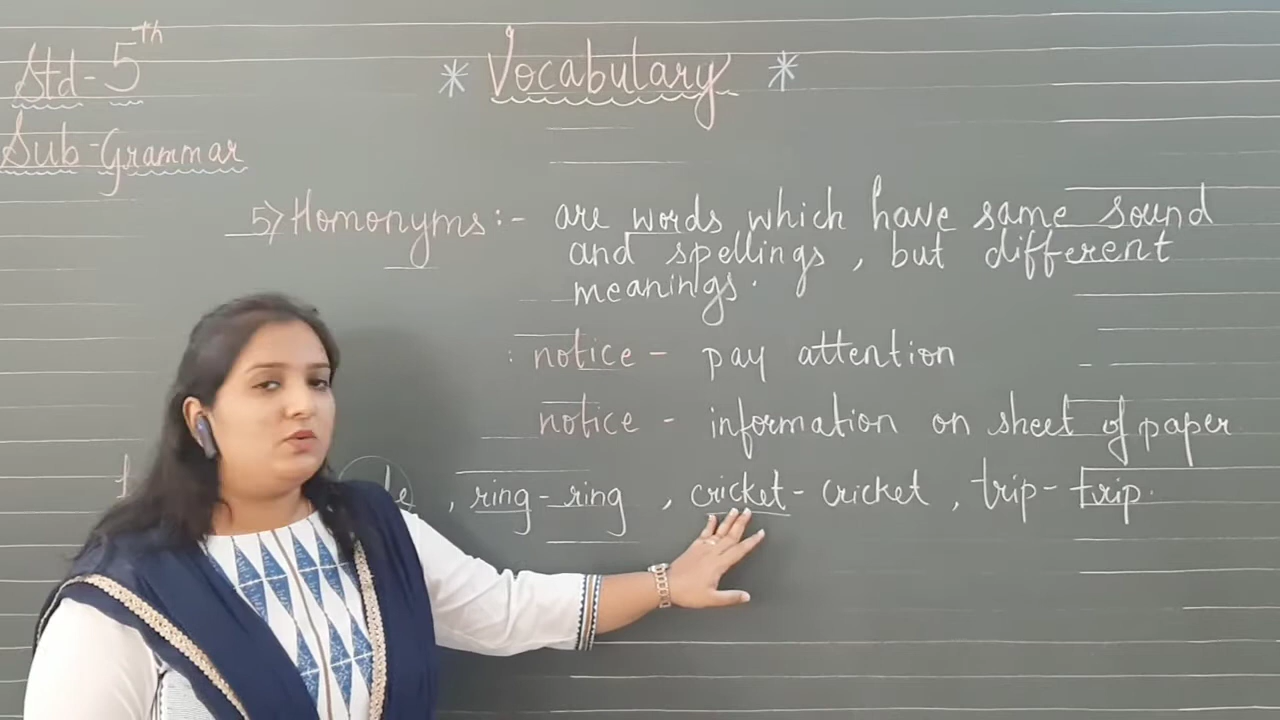 Std - 5th
* Vocabulary *
Sub - Grammar
5) Homonyms :- are words which have same sound
and spellings, but different
meanings.
notice - pay attention
notice - information on sheet of paper
, ring - ring , cricket - cricket , trip - trip.